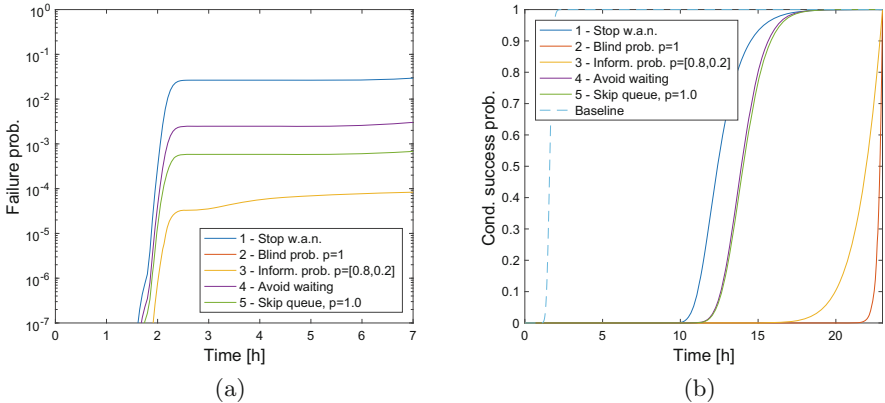 10^0
10^-1
10^-2
10^-3
10^-4
10^-5
10^-6
10^-7
Failure prob.
0 1 2 3 4 5 6 7
Time [h]
1 - Stop w.a.n.
2 - Blind prob. p=1
3 - Inform. prob. p=[0.8,0.2]
4 - Avoid waiting
5 - Skip queue, p=1.0
(a)
1
0.9
0.8
0.7
0.6
0.5
0.4
0.3
0.2
0.1
0
Cond. success prob.
0 5 10 15 20
Time [h]
1 - Stop w.a.n.
2 - Blind prob. p=1
3 - Inform. prob. p=[0.8,0.2]
4 - Avoid waiting
5 - Skip queue, p=1.0
Baseline
(b)